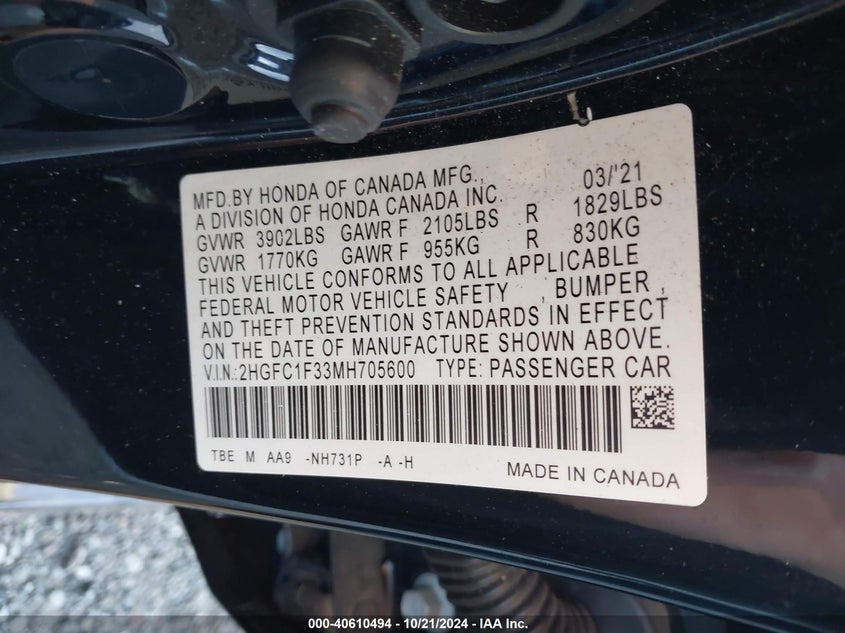 MFD.BY HONDA OF CANADA MFG., 03/'21
A DIVISION OF HONDA CANADA INC.
GVWR 3902LBS GAWR F 2105LBS R 1829LBS
GVWR 1770KG GAWR F 955KG R 830KG
THIS VEHICLE CONFORMS TO ALL APPLICABLE
FEDERAL MOTOR VEHICLE SAFETY , BUMPER ,
AND THEFT PREVENTION STANDARDS IN EFFECT
ON THE DATE OF MANUFACTURE SHOWN ABOVE.
V.I.N.:2HGFC1F33MH705600 TYPE: PASSENGER CAR
TBE M AA9 -NH731P -A -H
MADE IN CANADA
000-40610494 - 10/21/2024 - IAA Inc.